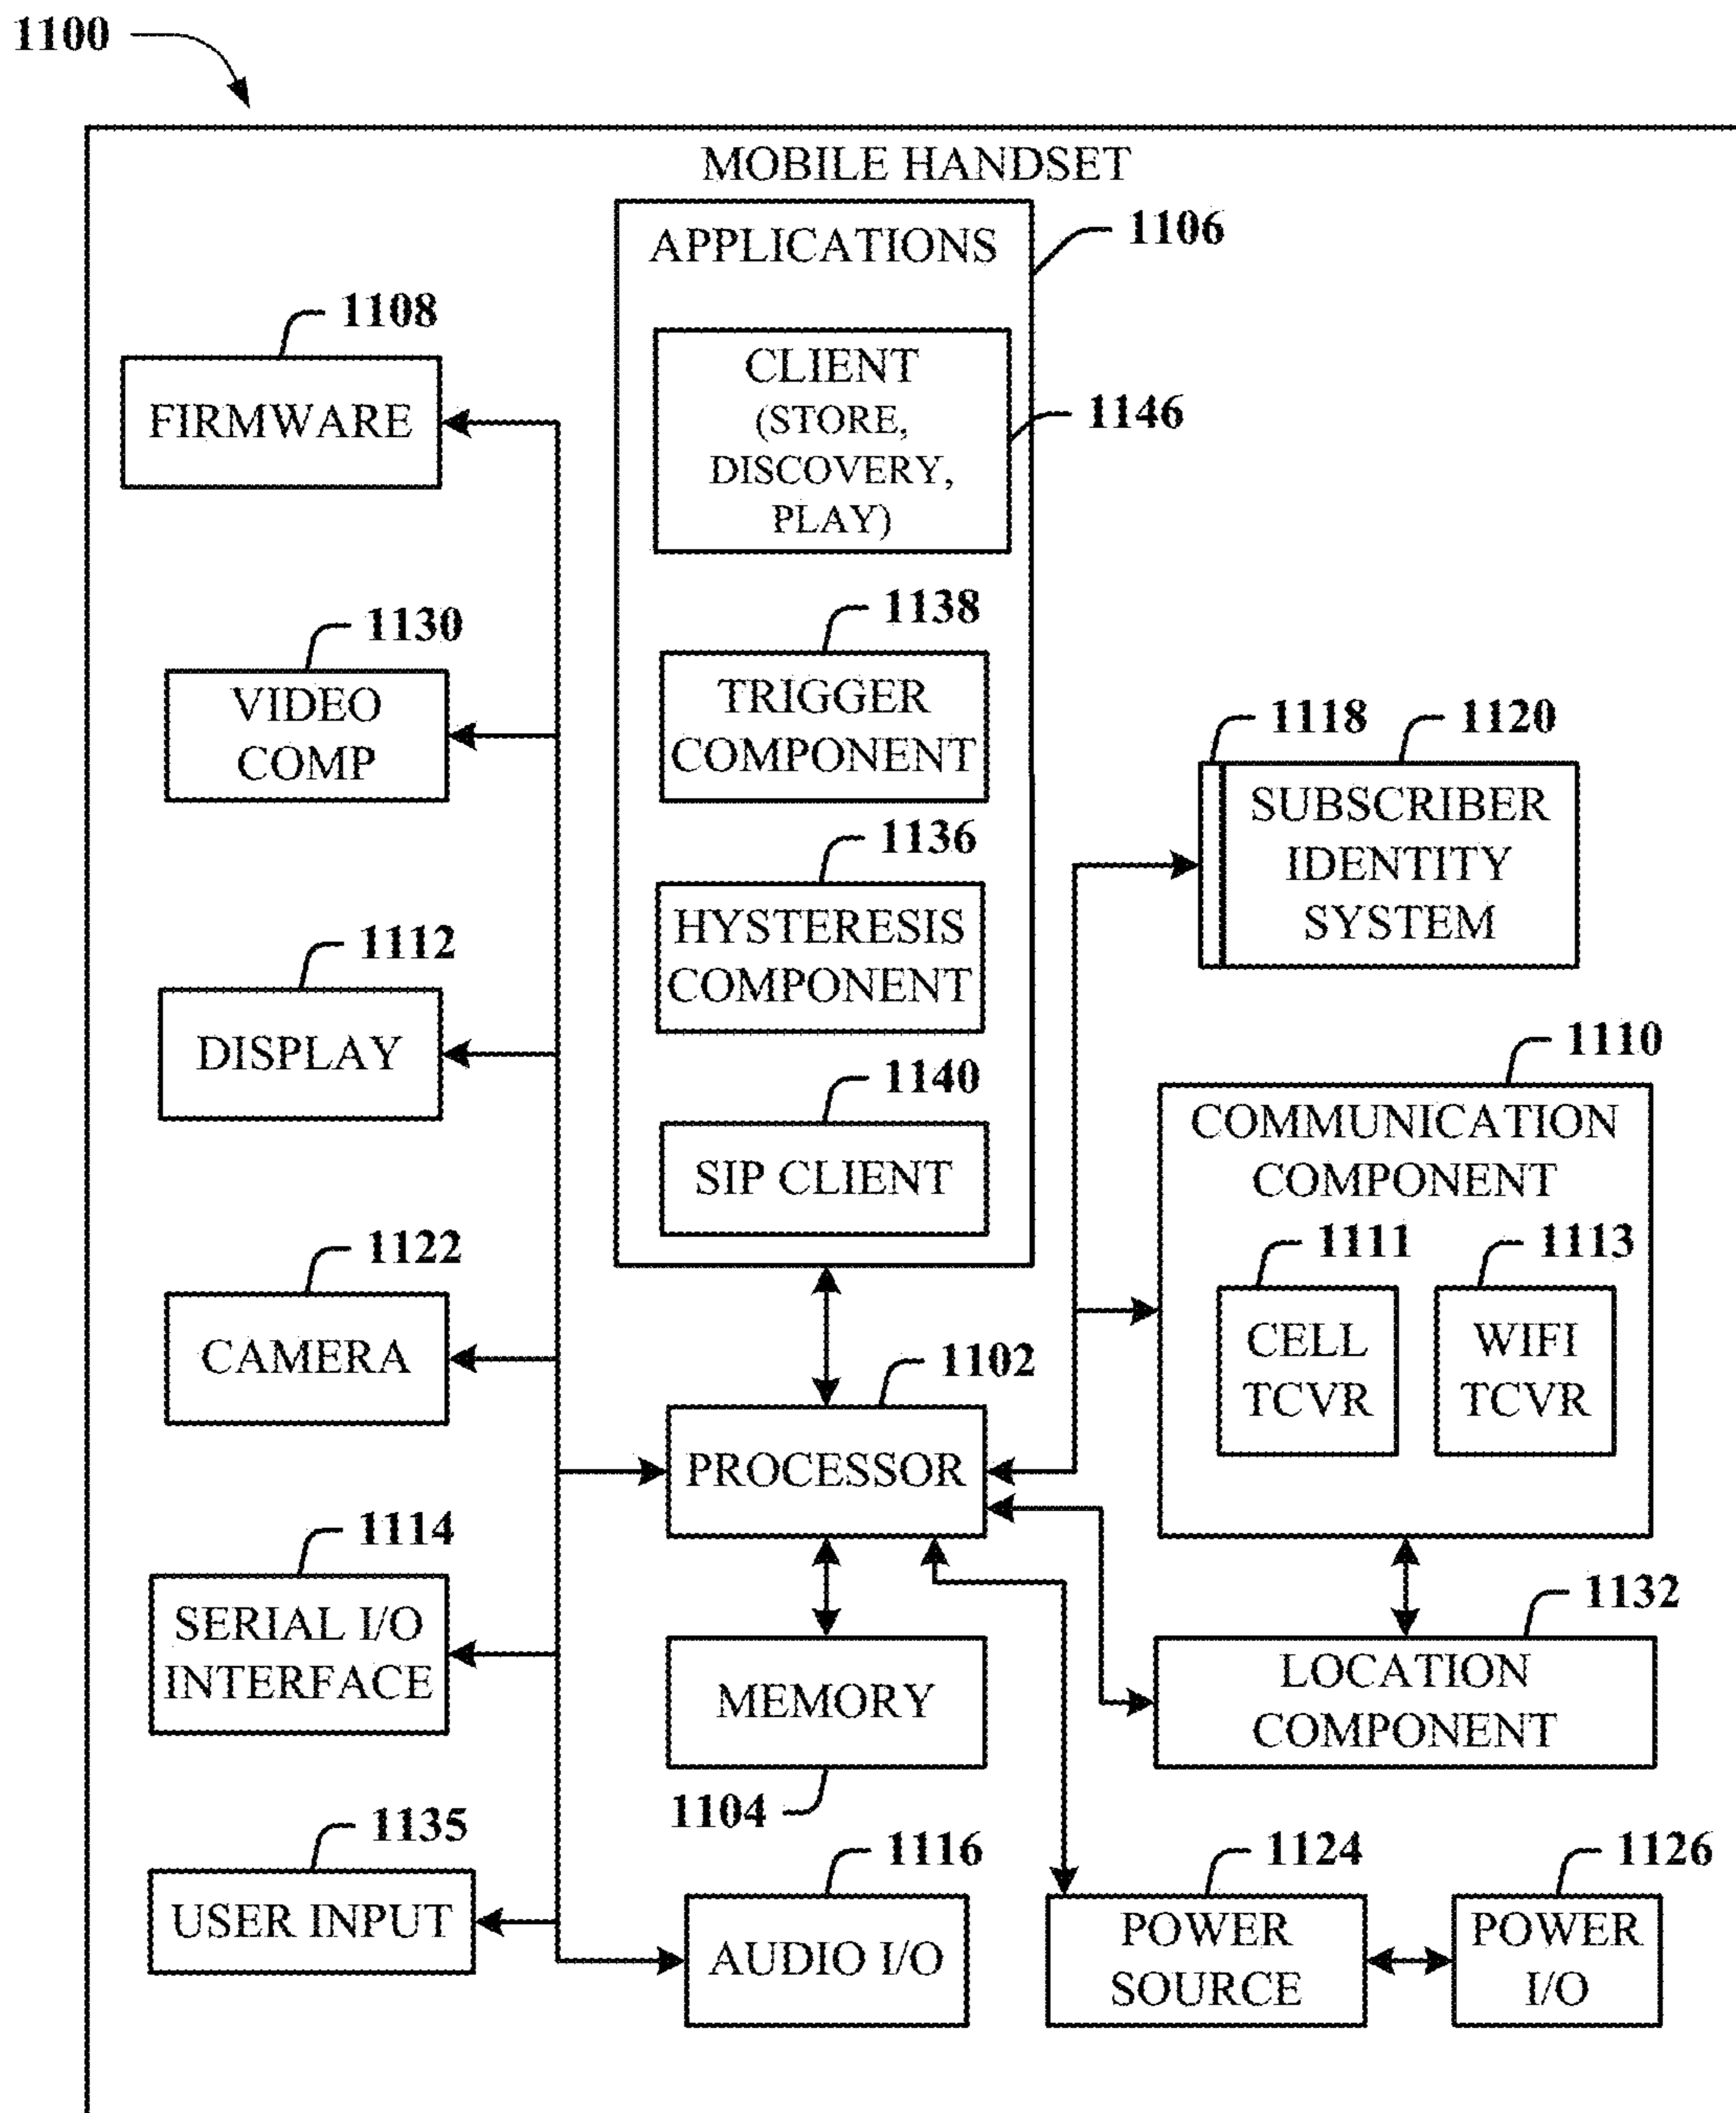 1100
MOBILE HANDSET
APPLICATIONS
1106
CLIENT
(STORE,
DISCOVERY,
PLAY)
1146
1108
FIRMWARE
1130
VIDEO
COMP
1138
TRIGGER
COMPONENT
1118
1120
SUBSCRIBER
IDENTITY
SYSTEM
1136
HYSTERESIS
COMPONENT
1112
DISPLAY
1140
SIP CLIENT
1110
COMMUNICATION
COMPONENT
1111
CELL
TCVR
1113
WIFI
TCVR
1122
CAMERA
1102
PROCESSOR
1114
SERIAL I/O
INTERFACE
MEMORY
1104
1132
LOCATION
COMPONENT
1135
USER INPUT
1116
AUDIO I/O
1124
POWER
SOURCE
1126
POWER
I/O